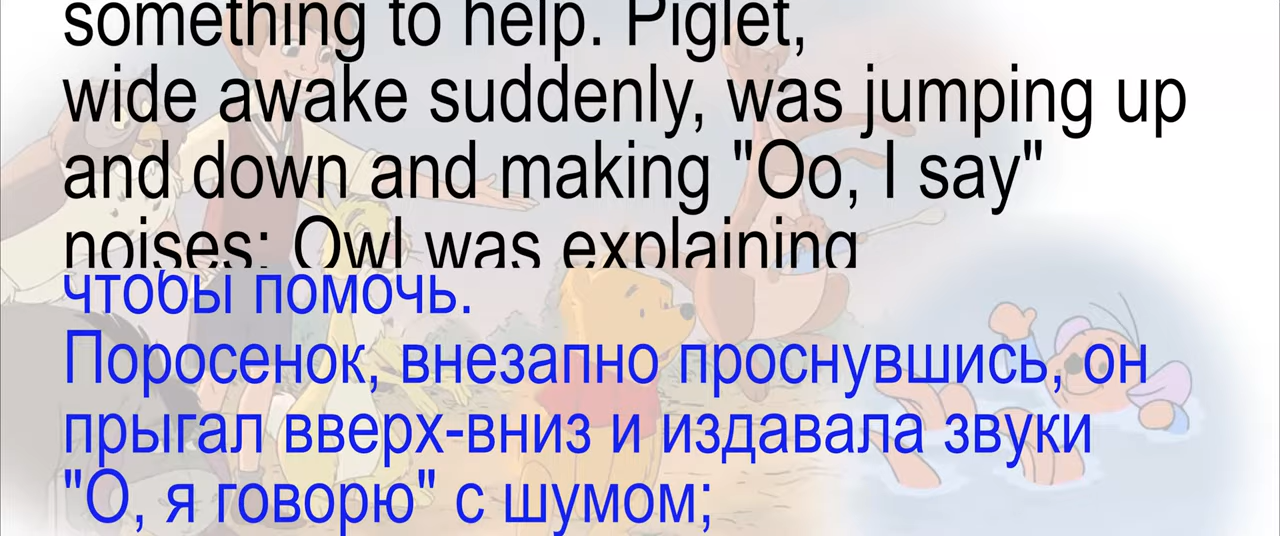 something to help. Piglet,
wide awake suddenly, was jumping up
and down and making "Oo, I say"
noises; Owl was explaining
чтобы помочь.
Поросенок, внезапно проснувшись, он
прыгал вверх-вниз и издавала звуки
"О, я говорю" с шумом;